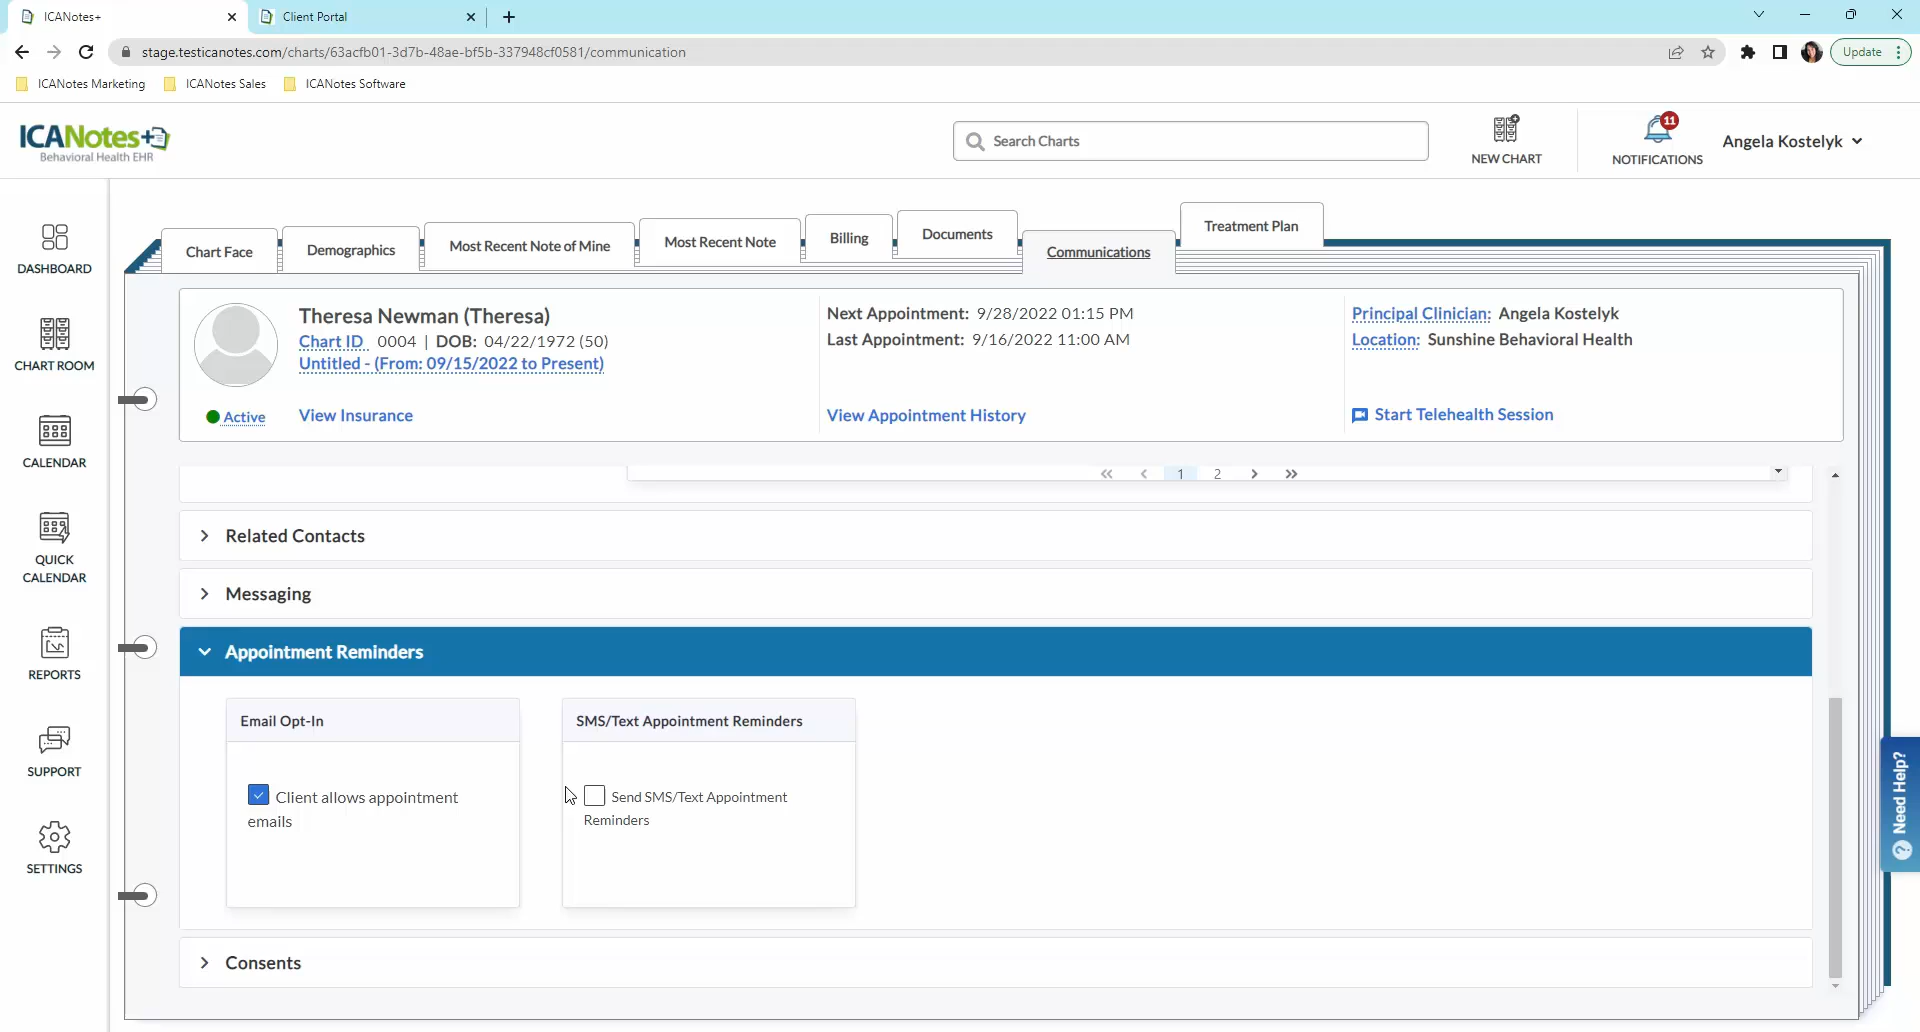 ICANotes+
Client Portal
stage.testicanotes.com/charts/63acfb01-3d7b-48ae-bf5b-337948cf0581/communication
Update
ICANotes Marketing
ICANotes Sales
ICANotes Software
ICANotes+
Behavioral Health EHR
Search Charts
NEW CHART
11
NOTIFICATIONS
Angela Kostelyk
DASHBOARD
CHART ROOM
CALENDAR
QUICK
CALENDAR
REPORTS
SUPPORT
SETTINGS
Chart Face
Demographics
Most Recent Note of Mine
Most Recent Note
Billing
Documents
Communications
Treatment Plan
Theresa Newman (Theresa)
Chart ID 0004 | DOB: 04/22/1972 (50)
Untitled - (From: 09/15/2022 to Present)
Active
View Insurance
Next Appointment: 9/28/2022 01:15 PM
Last Appointment: 9/16/2022 11:00 AM
View Appointment History
Principal Clinician: Angela Kostelyk
Location: Sunshine Behavioral Health
Start Telehealth Session
« ‹ 1 2 › »
Related Contacts
Messaging
Appointment Reminders
Email Opt-In
Client allows appointment
emails
SMS/Text Appointment Reminders
Send SMS/Text Appointment
Reminders
Consents
Need Help?